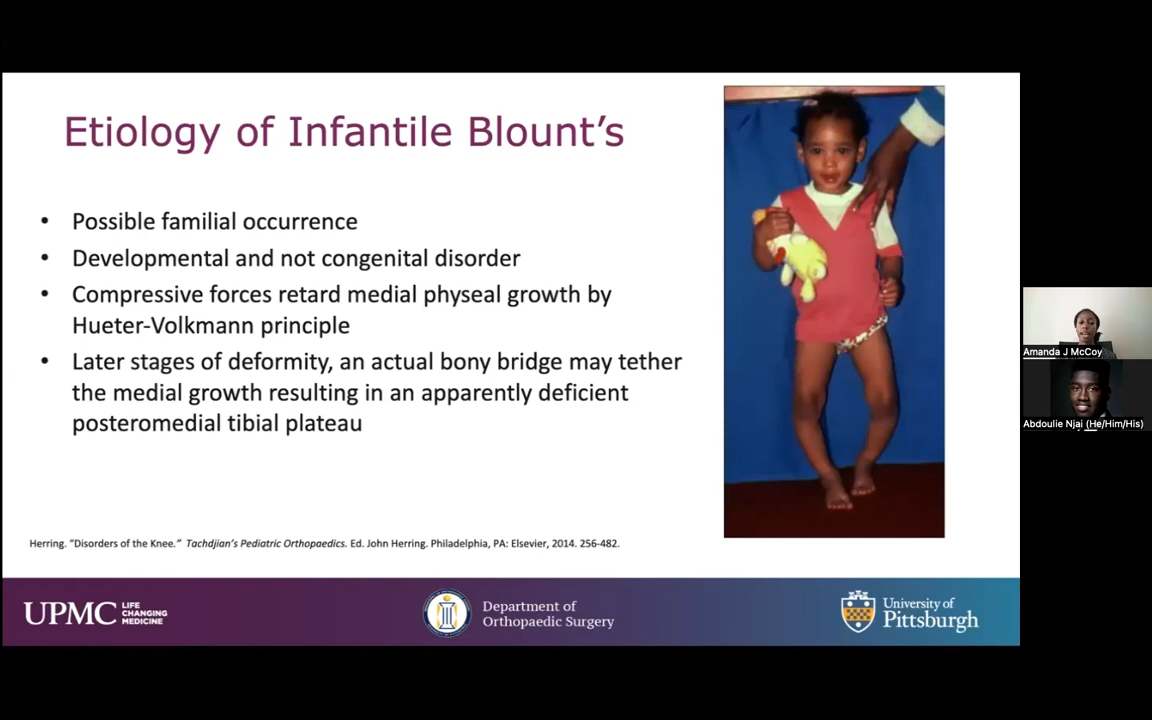 Etiology of Infantile Blount's
• Possible familial occurrence
• Developmental and not congenital disorder
• Compressive forces retard medial physeal growth by
Hueter-Volkmann principle
• Later stages of deformity, an actual bony bridge may tether
the medial growth resulting in an apparently deficient
posteromedial tibial plateau
Herring. "Disorders of the Knee." Tachdjian's Pediatric Orthopaedics. Ed. John Herring. Philadelphia, PA: Elsevier, 2014. 256-482.
UPMC
LIFE
CHANGING
MEDICINE
Department of
Orthopaedic Surgery
University of
Pittsburgh
Amanda J McCoy
Abdoulie Njai (He/Him/His)